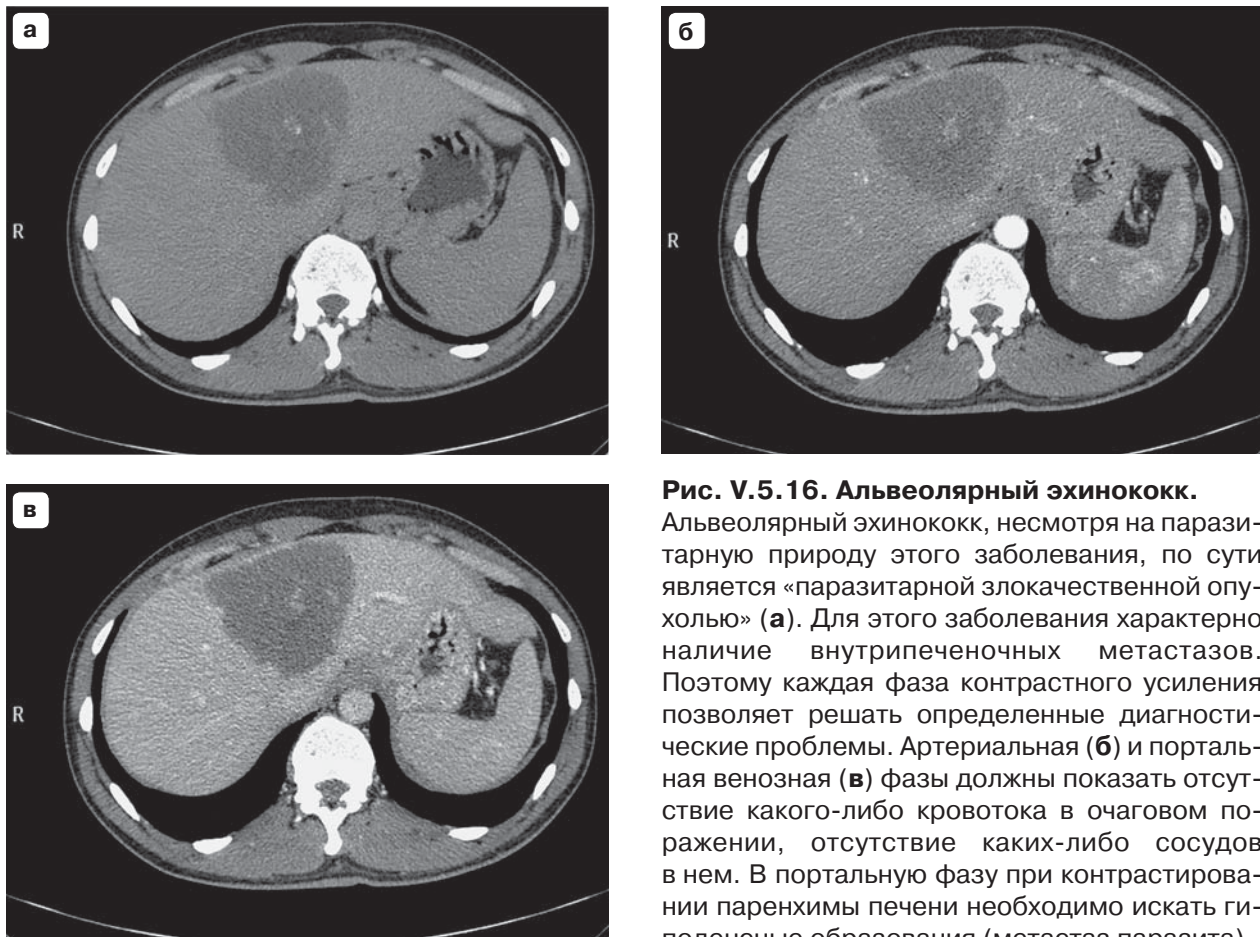 а
R
б
R
в
R
Рис. V.5.16. Альвеолярный эхинококк.
Альвеолярный эхинококк, несмотря на парази-
тарную природу этого заболевания, по сути
является «паразитарной злокачественной опу-
холью» (а). Для этого заболевания характерно
наличие внутрипеченочных метастазов.
Поэтому каждая фаза контрастного усиления
позволяет решать определенные диагности-
ческие проблемы. Артериальная (б) и порталь-
ная венозная (в) фазы должны показать отсут-
ствие какого-либо кровотока в очаговом по-
ражении, отсутствие каких-либо сосудов
в нем. В портальную фазу при контрастирова-
нии паренхимы печени необходимо искать ги-
образования (метастаз паразита)